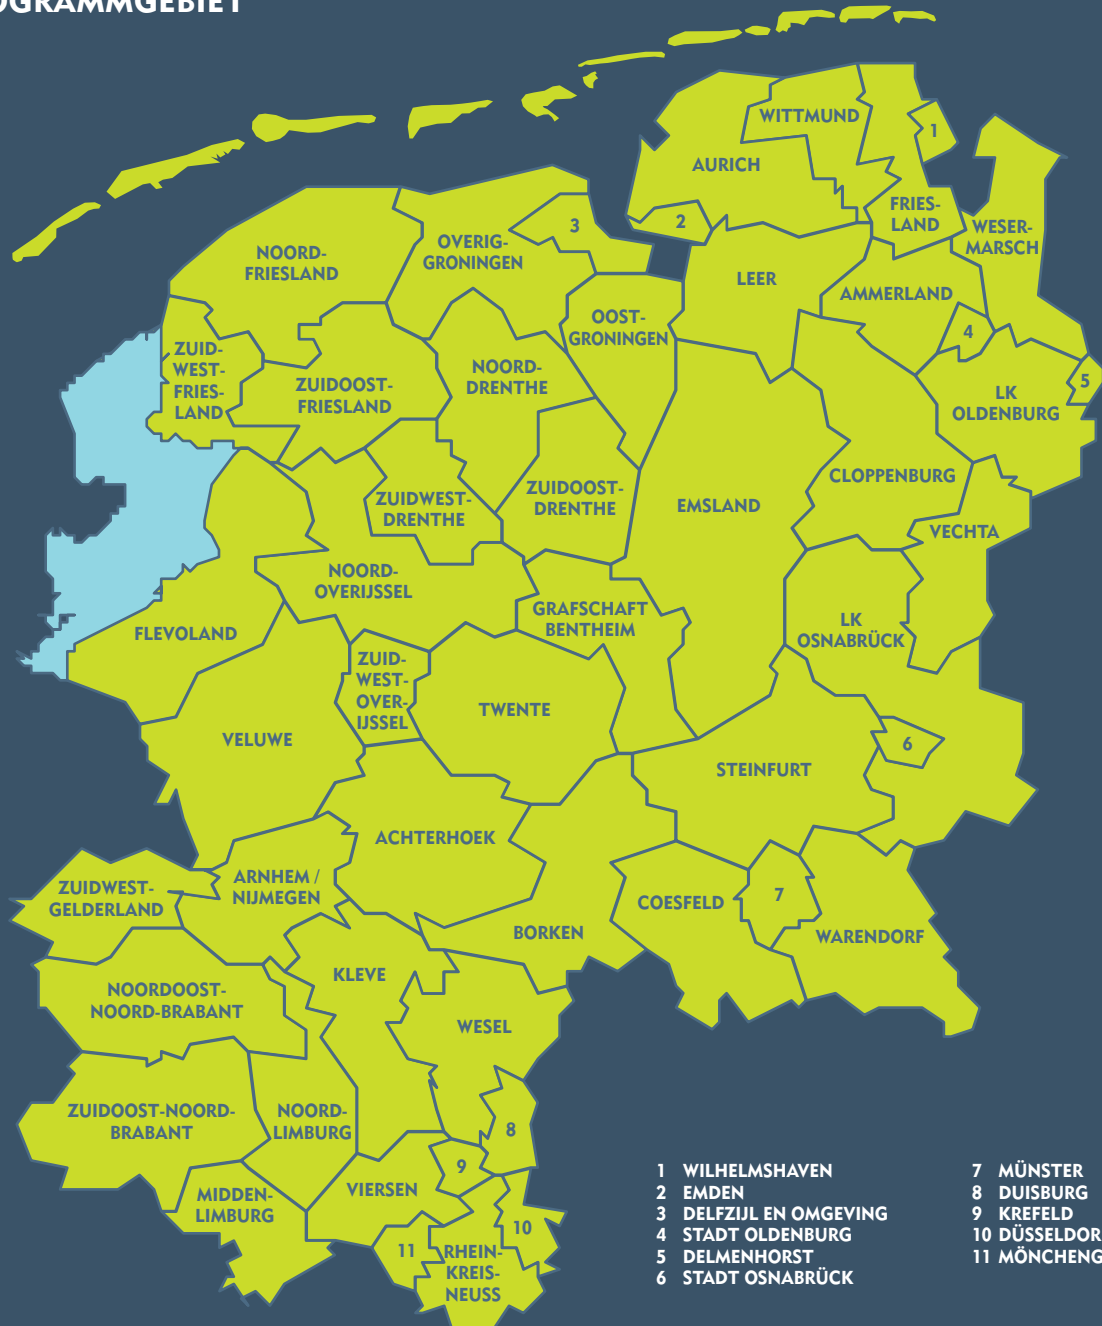 OGRAMMGEBIET
WITTMUND
1
AURICH
2
FRIES-
LAND
WESER-
MARSCH
3
OVERIG-
GRONINGEN
NOORD-
FRIESLAND
LEER
AMMERLAND
OOST-
GRONINGEN
4
ZUID-
WEST-
FRIES-
LAND
ZUIDOOST-
FRIESLAND
NOORD-
DRENTHE
5
LK
OLDENBURG
CLOPPENBURG
ZUIDWEST-
DRENTHE
ZUIDOOST-
DRENTHE
EMSLAND
VECHTA
NOORD-
OVERIJSSEL
GRAFSCHAFT
BENTHEIM
FLEVOLAND
LK
OSNABRÜCK
ZUID-
WEST-
OVER-
IJSSEL
TWENTE
VELUWE
6
STEINFURT
ACHTERHOEK
ZUIDWEST-
GELDERLAND
ARNHEM /
NIJMEGEN
COESFELD
7
BORKEN
WARENDORF
KLEVE
NOORDOOST-
NOORD-BRABANT
WESEL
ZUIDOOST-NOORD-
BRABANT
NOORD-
LIMBURG
8
9
VIERSEN
MIDDEN-
LIMBURG
10
11
RHEIN-
KREIS-
NEUSS
1 WILHELMSHAVEN
2 EMDEN
3 DELFZIJL EN OMGEVING
4 STADT OLDENBURG
5 DELMENHORST
6 STADT OSNABRÜCK
7 MÜNSTER
8 DUISBURG
9 KREFELD
10 DÜSSELDOR
11 MÖNCHENG